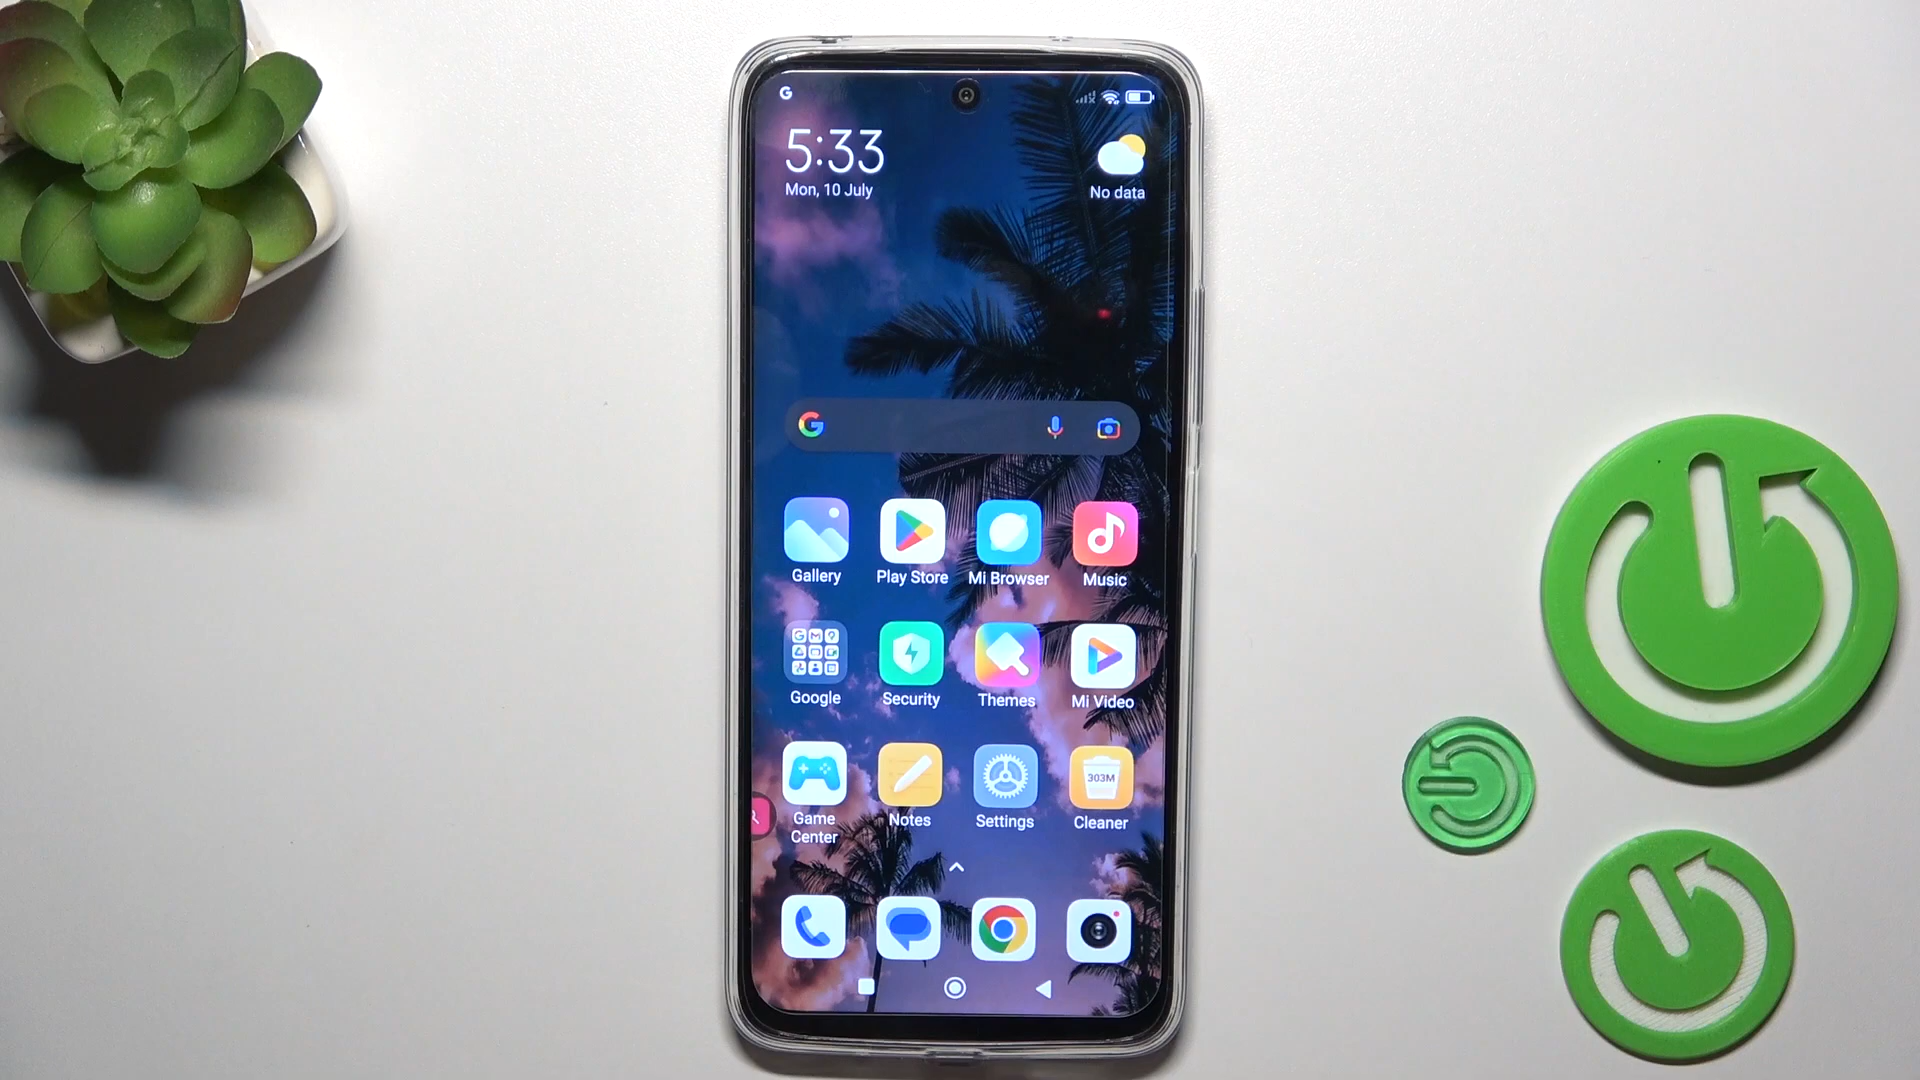 G
5:33
Mon, 10 July
No data
G
Gallery
Play Store
Mi Browser
Music
Google
Security
Themes
Mi Video
303M
Game
Center
Notes
Settings
Cleaner